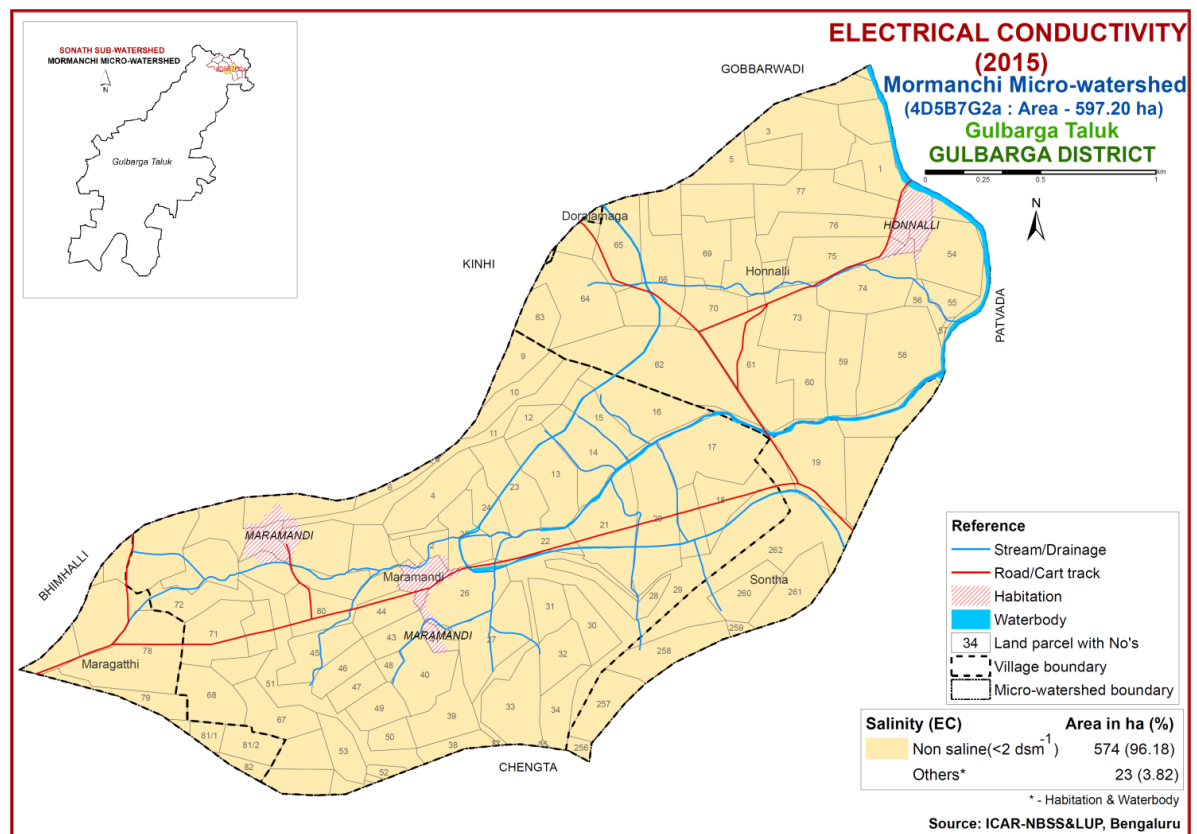 SONATH SUB-WATERSHED
MORMANCHI MICRO-WATERSHED
N
4D5B7G2a
Gulbarga Taluk
ELECTRICAL CONDUCTIVITY
(2015)
Mormanchi Micro-watershed
(4D5B7G2a : Area - 597.20 ha)
Gulbarga Taluk
GULBARGA DISTRICT
0 0.25 0.5 1 km
N
GOBBARWADI
3
5
1
77
Dorajamaga
65
76
HONNALLI
69
75
54
KINHI
66
Honnalli
74
64
70
56
55
63
73
57
PATVADA
9
62
61
59
58
60
10
15
16
12
11
17
14
19
13
6
4
23
18
24
21
20
MARAMANDI
22
2
262
BHIMHALLI
Maramandi
Sontha
72
26
28
29
260
261
80
44
31
71
43
MARAMANDI
27
30
259
78
45
32
258
Maragatthi
46
48
40
51
47
79
68
49
33
34
257
67
39
81/1
81/2
50
53
38
256
82
52
CHENGTA
Reference
Stream/Drainage
Road/Cart track
Habitation
Waterbody
34 Land parcel with No's
Village boundary
Micro-watershed boundary
Salinity (EC) Area in ha (%)
Non saline(<2 dsm-1) 574 (96.18)
Others* 23 (3.82)
* - Habitation & Waterbody
Source: ICAR-NBSS&LUP, Bengaluru